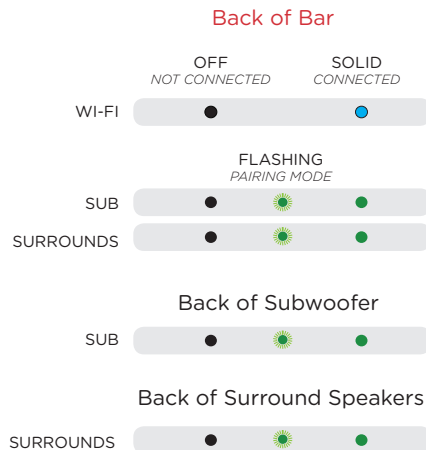 Back of Bar
OFF SOLID
NOT CONNECTED CONNECTED
WI-FI
FLASHING
PAIRING MODE
SUB
SURROUNDS
Back of Subwoofer
SUB
Back of Surround Speakers
SURROUNDS